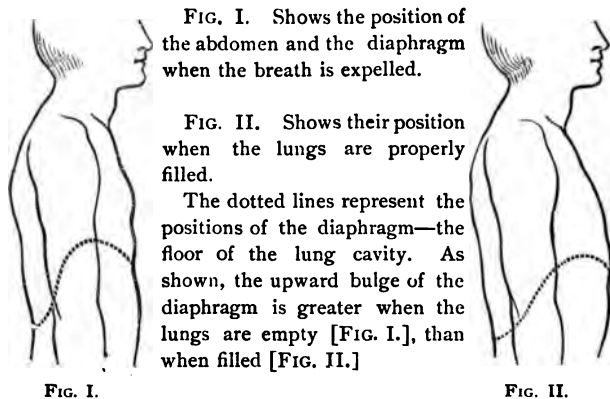 FIG. I. Shows the position of
the abdomen and the diaphragm
when the breath is expelled.
FIG. II. Shows their position
when the lungs are properly
filled.
The dotted lines represent the
positions of the diaphragm—the
floor of the lung cavity. As
shown, the upward bulge of the
diaphragm is greater when the
lungs are empty [FIG. I.], than
when filled [FIG. II.]
FIG. I.
FIG. II.